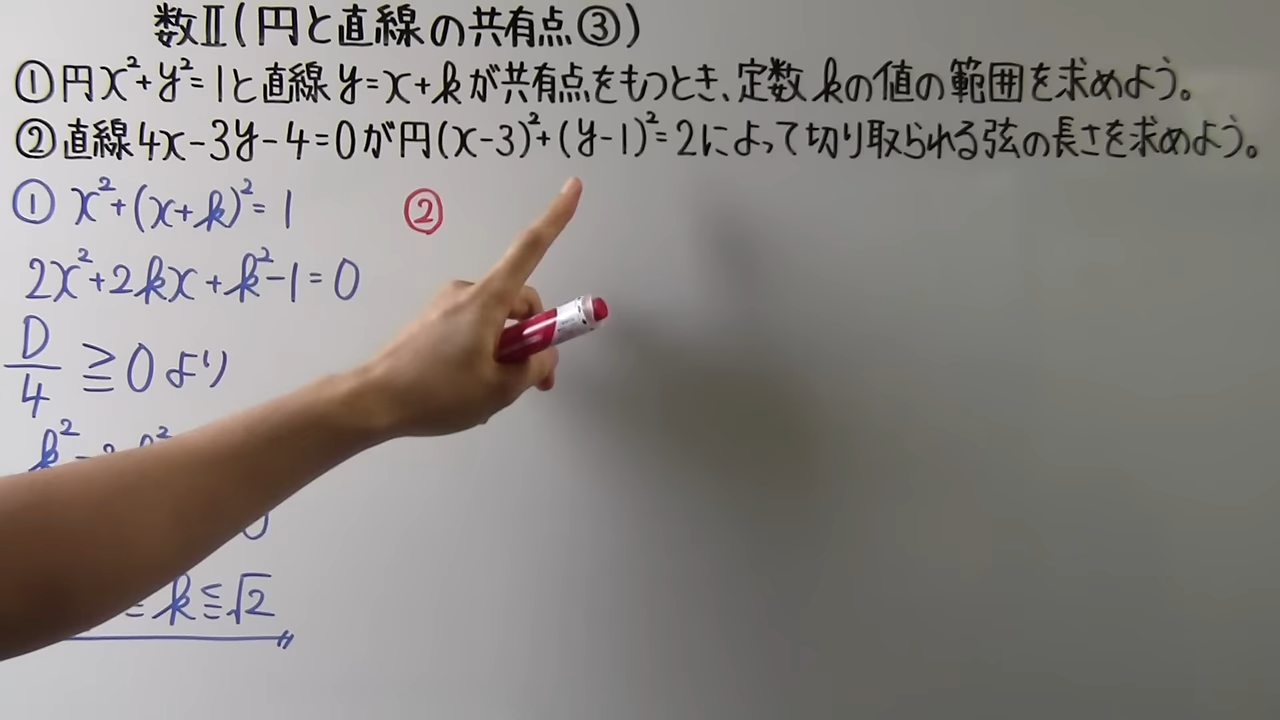 数Ⅱ(円と直線の共有点③)
①円x²+y²=1と直線y=x+kが共有点をもつとき、定数kの値の範囲を求めよう。
②直線4x-3y-4=0が円(x-3)²+(y-1)²=2によって切り取られる弦の長さを求めよう。
① x²+(x+k)²=1
2x²+2kx+k²-1=0
D/4 ≧0より
k²-
0
≦k≦√2
②